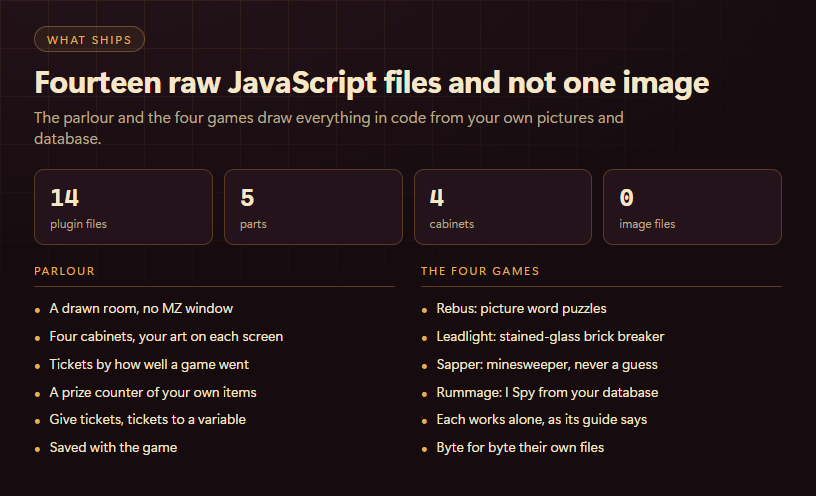 WHAT SHIPS
Fourteen raw JavaScript files and not one image
The parlour and the four games draw everything in code from your own pictures and
database.
14
plugin files
5
parts
4
cabinets
0
image files
PARLOUR
A drawn room, no MZ window
Four cabinets, your art on each screen
Tickets by how well a game went
A prize counter of your own items
Give tickets, tickets to a variable
Saved with the game
THE FOUR GAMES
Rebus: picture word puzzles
Leadlight: stained-glass brick breaker
Sapper: minesweeper, never a guess
Rummage: I Spy from your database
Each works alone, as its guide says
Byte for byte their own files